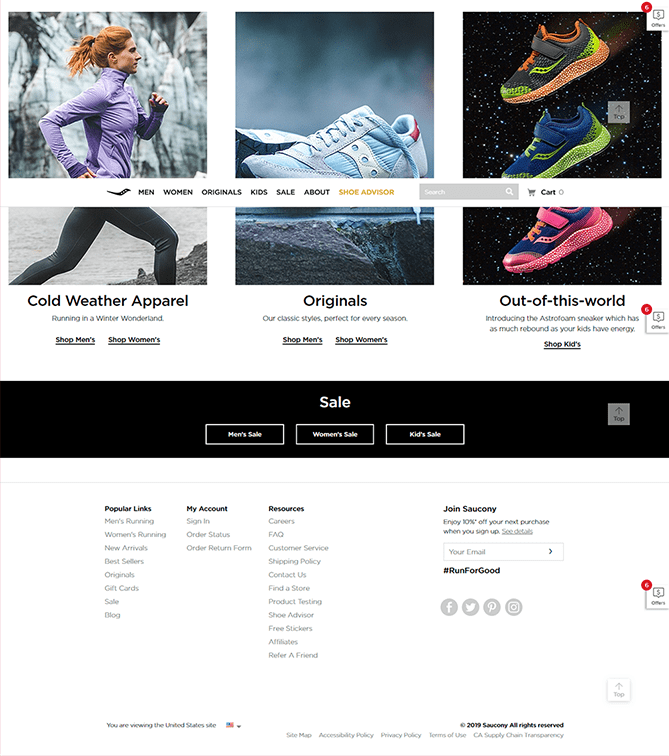 6
Offers
Top
MEN WOMEN ORIGINALS KIDS SALE ABOUT SHOE ADVISOR Search Cart 0
Cold Weather Apparel
Running in a Winter Wonderland.
Shop Men's Shop Women's
Originals
Our classic styles, perfect for every season.
Shop Men's Shop Women's
Out-of-this-world
Introducing the Astrofoam sneaker which has
as much rebound as your kids have energy.
Shop Kid's
6
Offers
Sale
Men's Sale Women's Sale Kid's Sale
Top
Popular Links
Men's Running
Women's Running
New Arrivals
Best Sellers
Originals
Gift Cards
Sale
Blog
My Account
Sign In
Order Status
Order Return Form
Resources
Careers
FAQ
Customer Service
Shipping Policy
Contact Us
Find a Store
Product Testing
Shoe Advisor
Free Stickers
Affiliates
Refer A Friend
Join Saucony
Enjoy 10%* off your next purchase
when you sign up. See details
Your Email
#RunForGood
6
Offers
Top
You are viewing the United States site
© 2019 Saucony All rights reserved
Site Map Accessibility Policy Privacy Policy Terms of Use CA Supply Chain Transparency